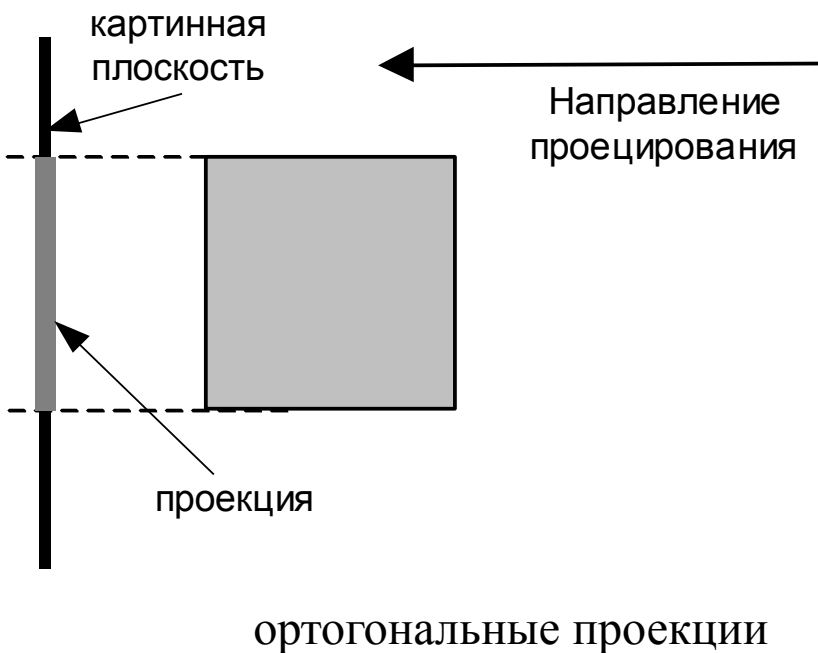 картинная
плоскость
Направление
проецирования
проекция
ортогональные проекции